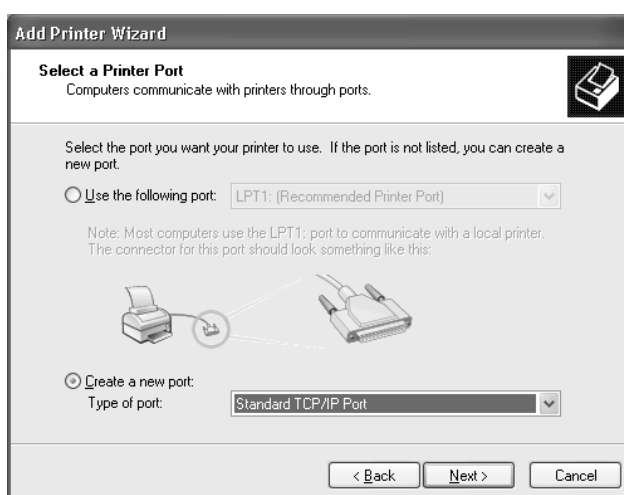 Add Printer Wizard
Select a Printer Port
Computers communicate with printers through ports.
Select the port you want your printer to use. If the port is not listed, you can create a
new port.
Use the following port: LPT1: (Recommended Printer Port)
Note: Most computers use the LPT1: port to communicate with a local printer.
The connector for this port should look something like this:
Create a new port:
Type of port: Standard TCP/IP Port
< Back Next > Cancel